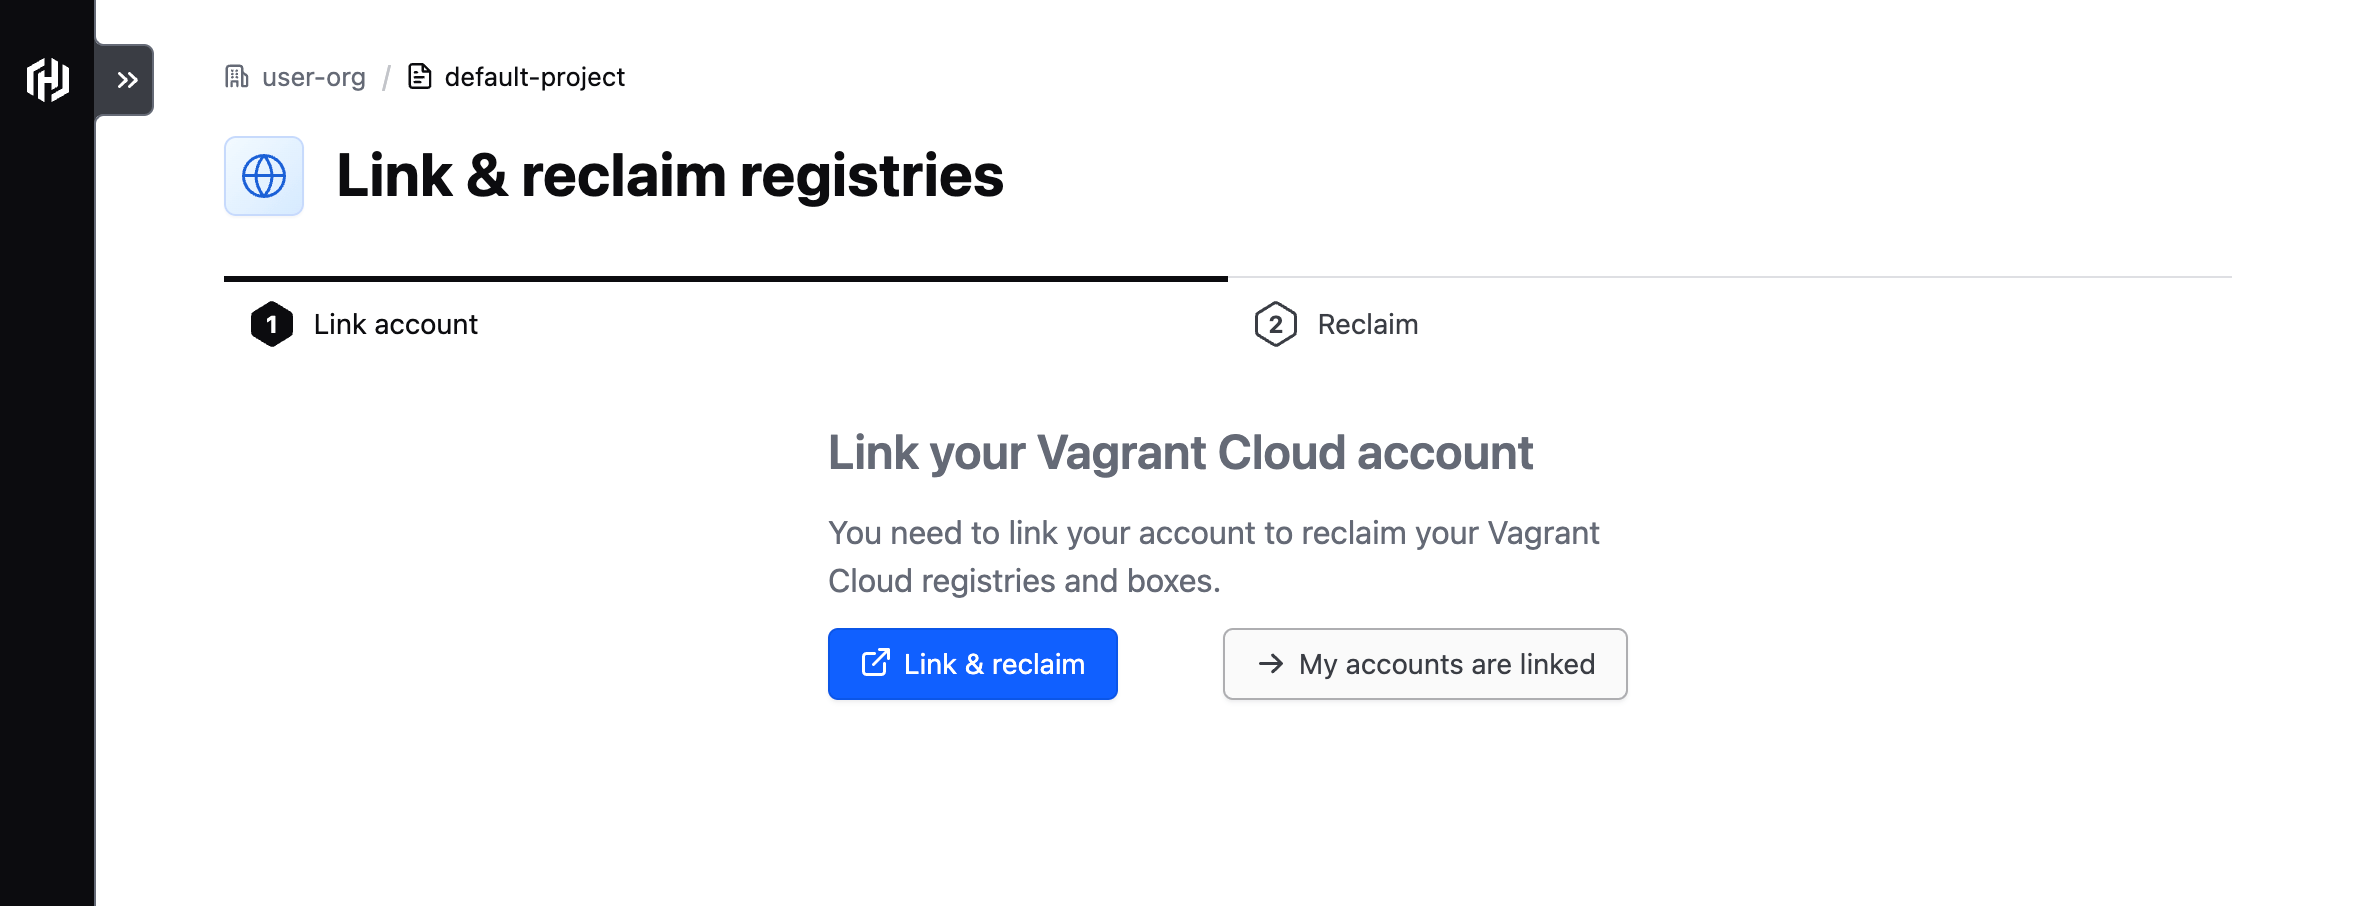 user-org / default-project
Link & reclaim registries
1 Link account
2 Reclaim
Link your Vagrant Cloud account
You need to link your account to reclaim your Vagrant
Cloud registries and boxes.
Link & reclaim
My accounts are linked